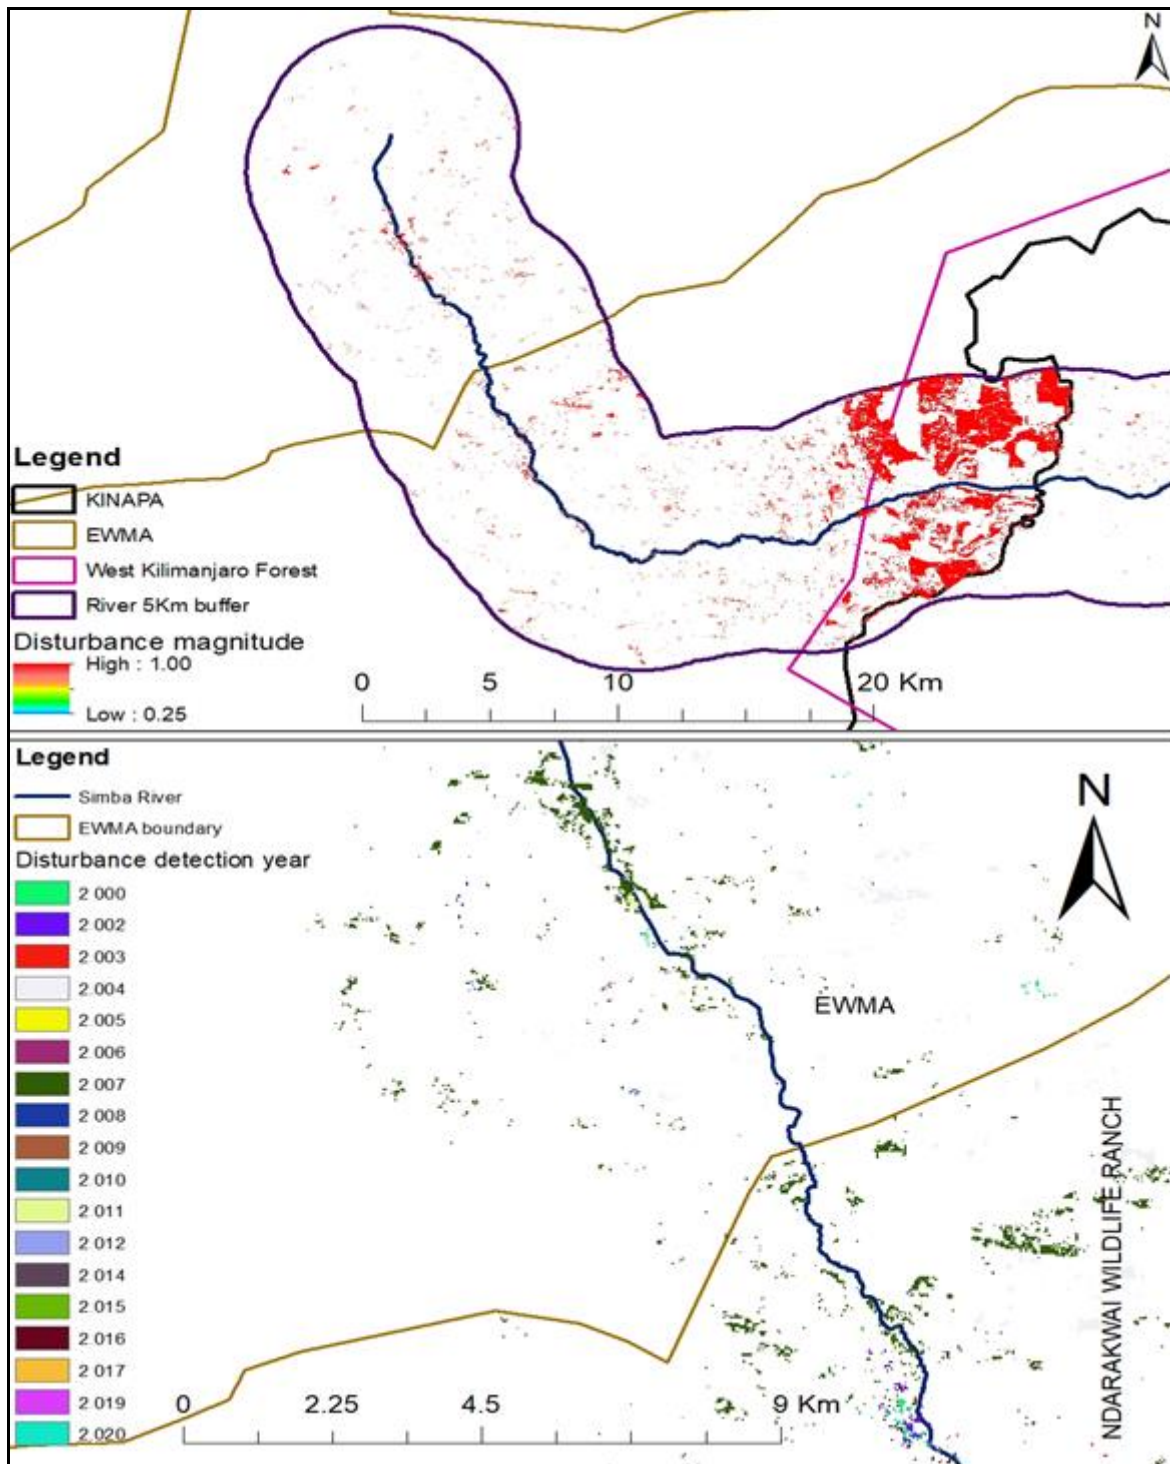 N
Legend
KINAPA
EWMA
West Kilimanjaro Forest
River 5Km buffer
Disturbance magnitude
High : 1.00
Low : 0.25
0 5 10 20 Km
Legend
Simba River
EWMA boundary
Disturbance detection year
2 000
2 002
2 003
2 004
2 005
2 006
2 007
2 008
2 009
2 010
2 011
2 012
2 014
2 015
2 016
2 017
2 019
2 020
N
EWMA
NDARAKWAI WILDLIFE RANCH
0 2.25 4.5 9 Km